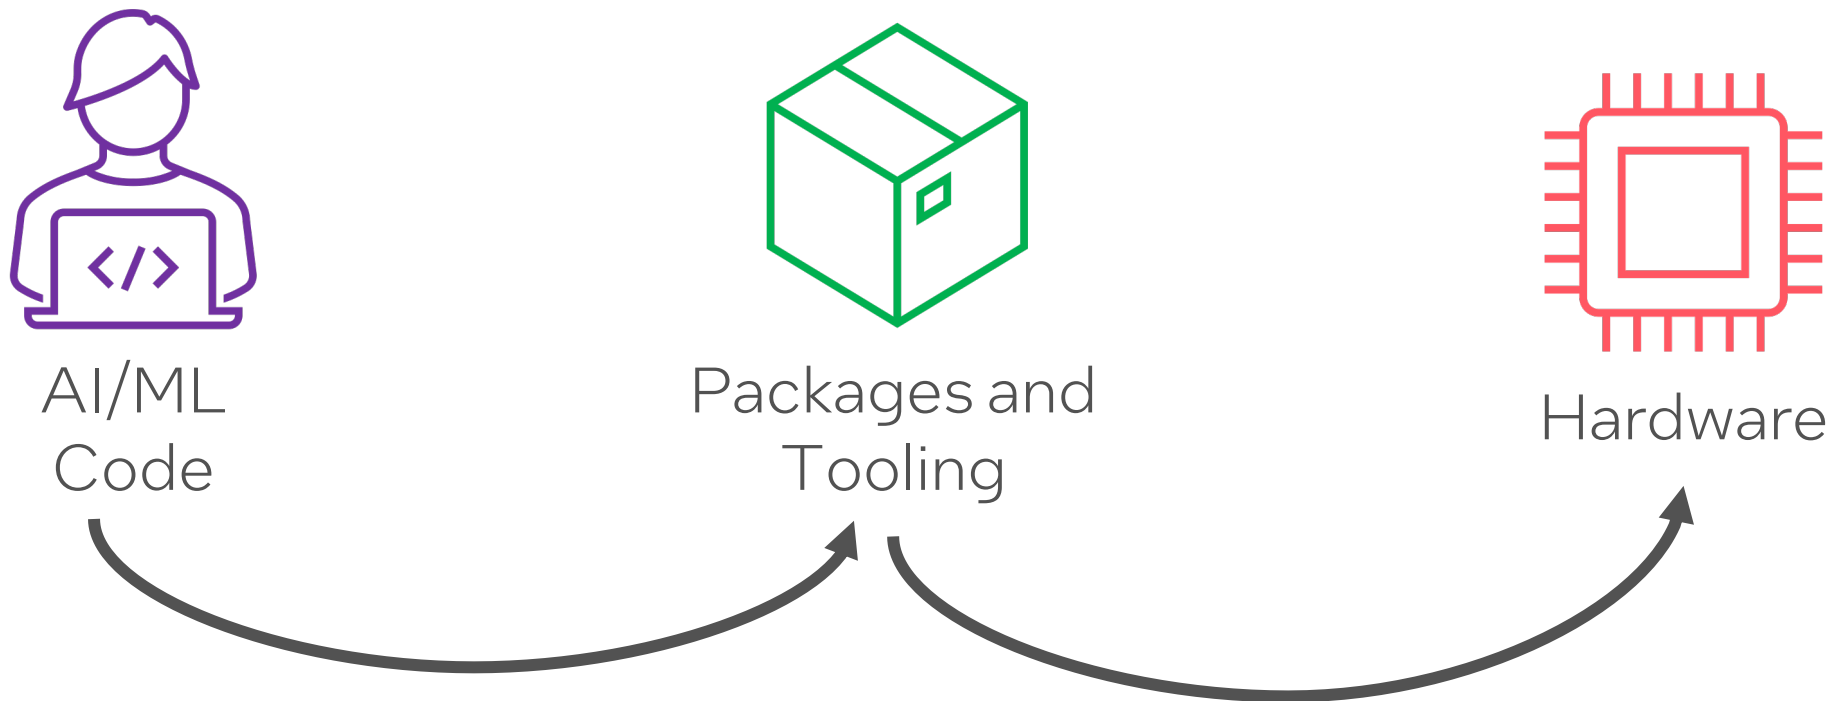 AI/ML
Code
Packages and
Tooling
Hardware